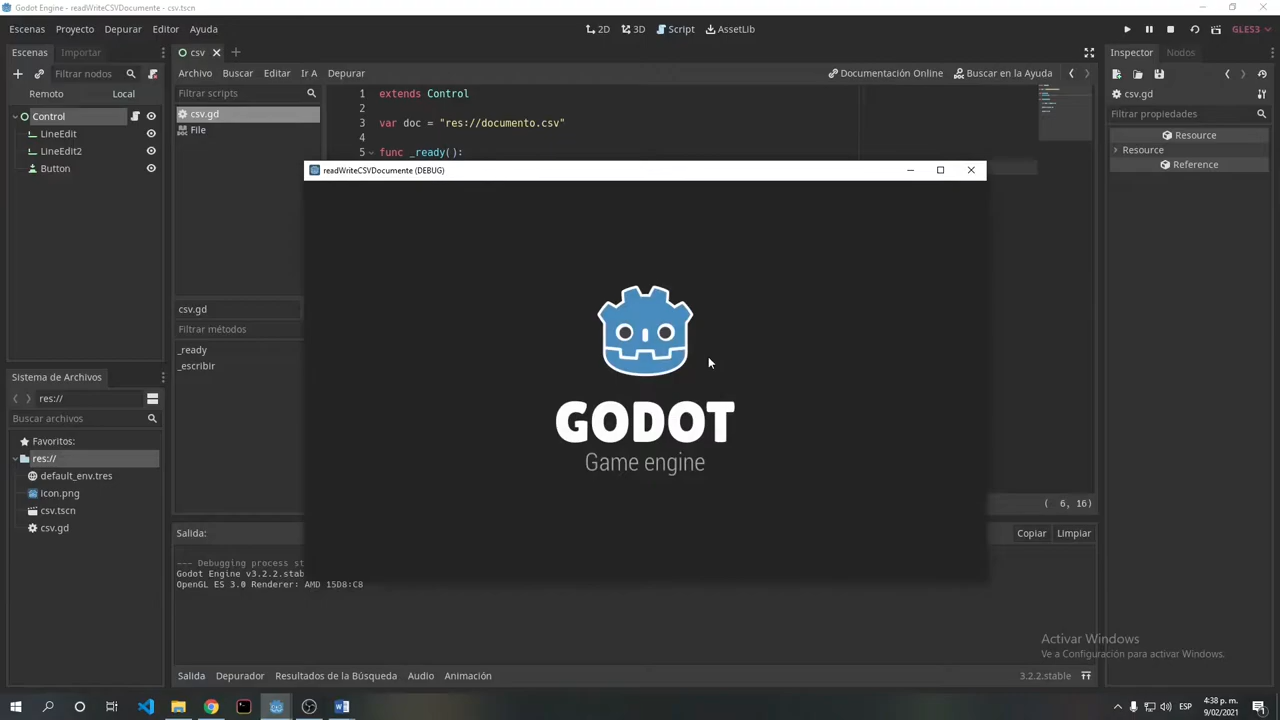 Godot Engine - readWriteCSVDocumente - csv.tscn
Escenas Proyecto Depurar Editor Ayuda
2D 3D Script AssetLib
GLES3
Escenas Importar
csv
Inspector Nodos
Filtrar nodos
Archivo Buscar Editar Ir A Depurar
Documentación Online Buscar en la Ayuda
Remoto Local
Filtrar scripts
1 extends Control
csv.gd
Control
csv.gd
2
Filtrar propiedades
LineEdit
File
3 var doc = "res://documento.csv"
Resource
LineEdit2
4
Resource
Button
5 func _ready():
Reference
readWriteCSVDocumente (DEBUG)
GODOT
Game engine
csv.gd
Filtrar métodos
_ready
_escribir
Sistema de Archivos
res://
Buscar archivos
Favoritos:
res://
default_env.tres
icon.png
csv.tscn
csv.gd
( 6, 16)
Salida:
Copiar Limpiar
--- Debugging process st
Godot Engine v3.2.2.stab
OpenGL ES 3.0 Renderer: AMD 15D8:C8
Activar Windows
Ve a Configuración para activar Windows.
Salida Depurador Resultados de la Búsqueda Audio Animación
3.2.2.stable
ESP
4:38 p. m.
9/02/2021
1